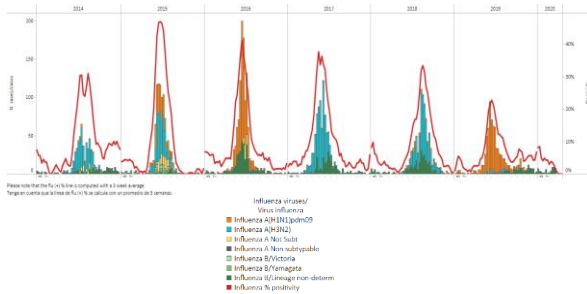 2014 2015 2016 2017 2018 2019 2020
200
150
100
50
0
40%
30%
20%
10%
0%
Please note that the flu (+) % line is computed with a 3 week average.
Tenga en cuenta que la línea de flu (+) % se calcula con un promedio de 3 semanas.
Influenza viruses/
Virus influenza
Influenza A(H1N1)pdm09
Influenza A(H3N2)
Influenza A Not Subt
Influenza A Non subtypable
Influenza B/Victoria
Influenza B/Yamagata
Influenza B/Lineage non-determ
Influenza % positivity